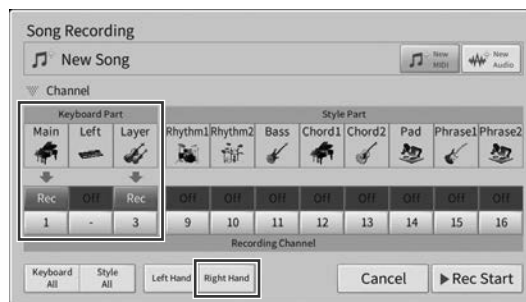 Song Recording
New Song
New MIDI
New Audio
Channel
Keyboard Part
Style Part
Main Left Layer Rhythm1 Rhythm2 Bass Chord1 Chord2 Pad Phrase1 Phrase2
Rec Off Rec Off Off Off Off Off Off Off Off
1 - 3 9 10 11 12 13 14 15 16
Recording Channel
Keyboard All
Style All
Left Hand
Right Hand
Cancel
Rec Start